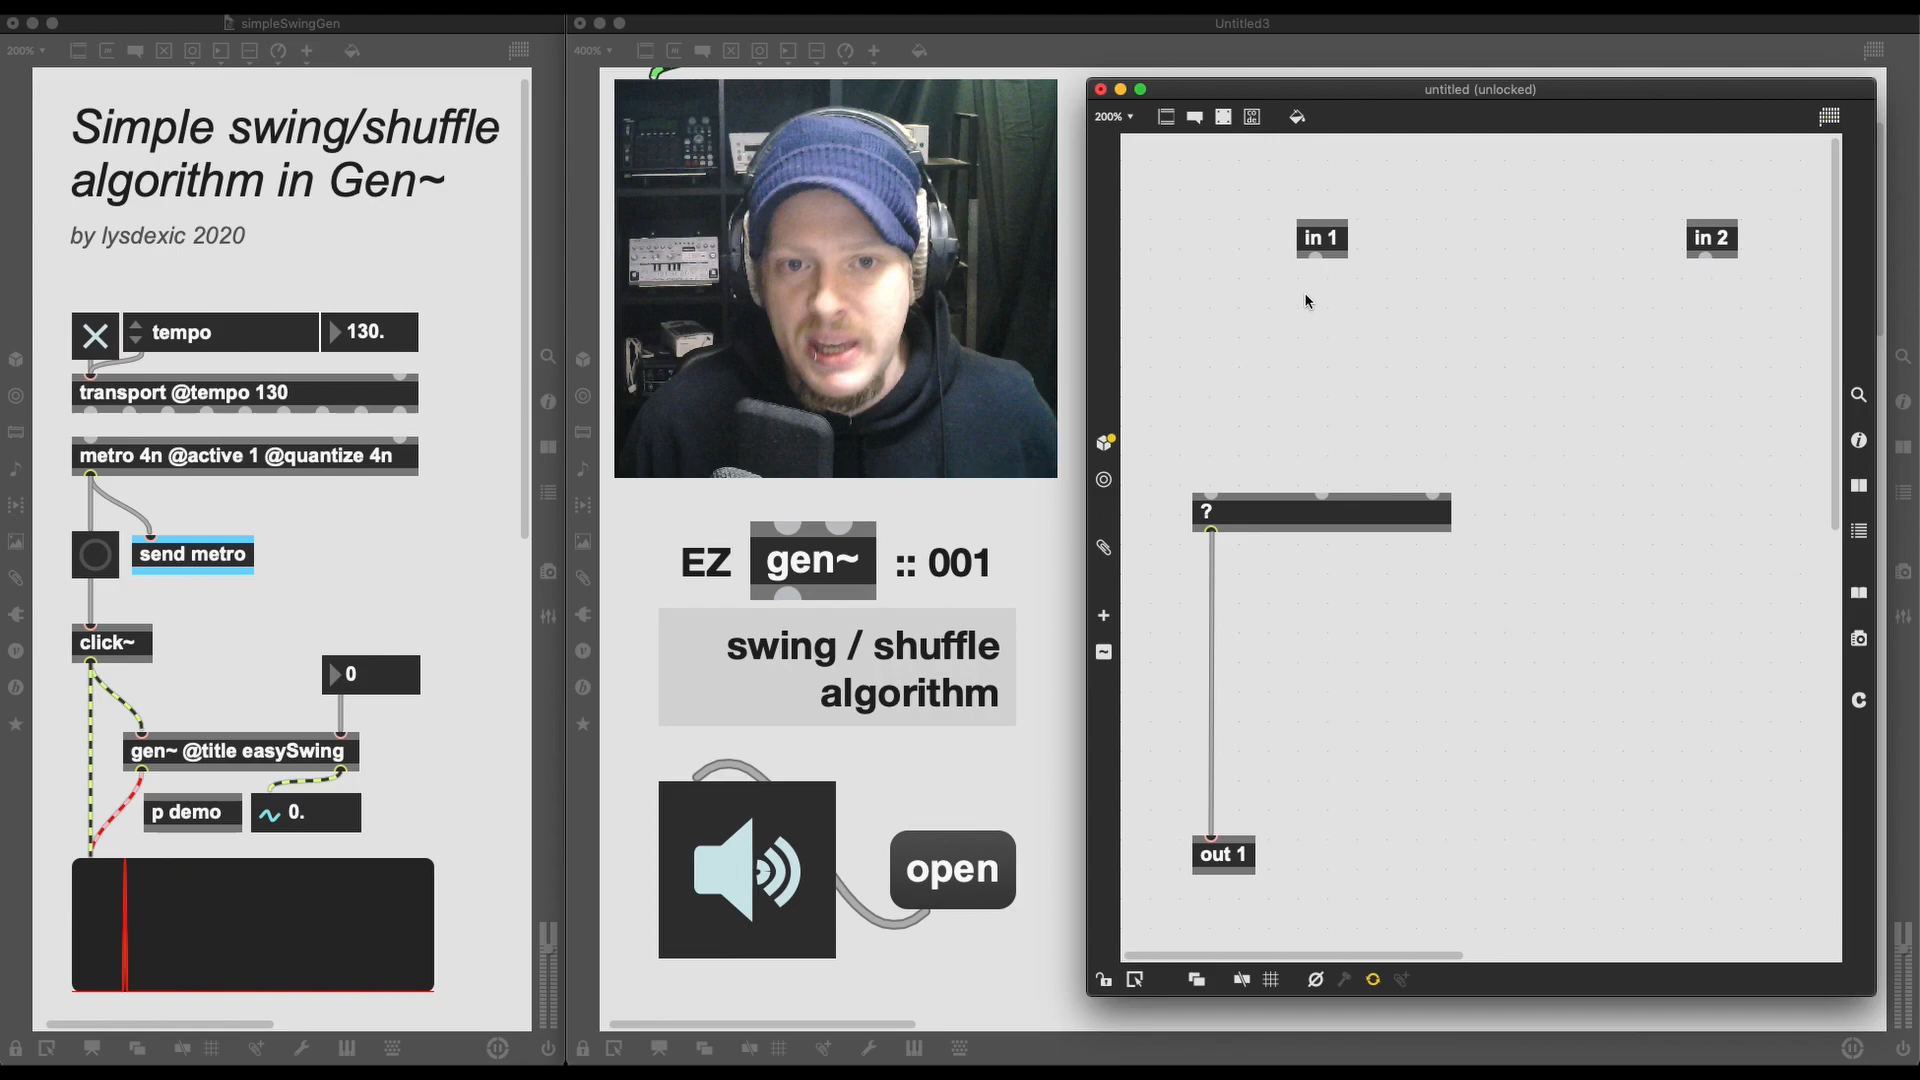 simpleSwingGen
200%
Simple swing/shuffle
algorithm in Gen~
by lysdexic 2020
tempo
130.
transport @tempo 130
metro 4n @active 1 @quantize 4n
send metro
click~
0
gen~ @title easySwing
p demo
0.
Untitled3
400%
EZ gen~ :: 001
swing / shuffle
algorithm
open
untitled (unlocked)
200%
co
de
in 1
in 2
?
out 1